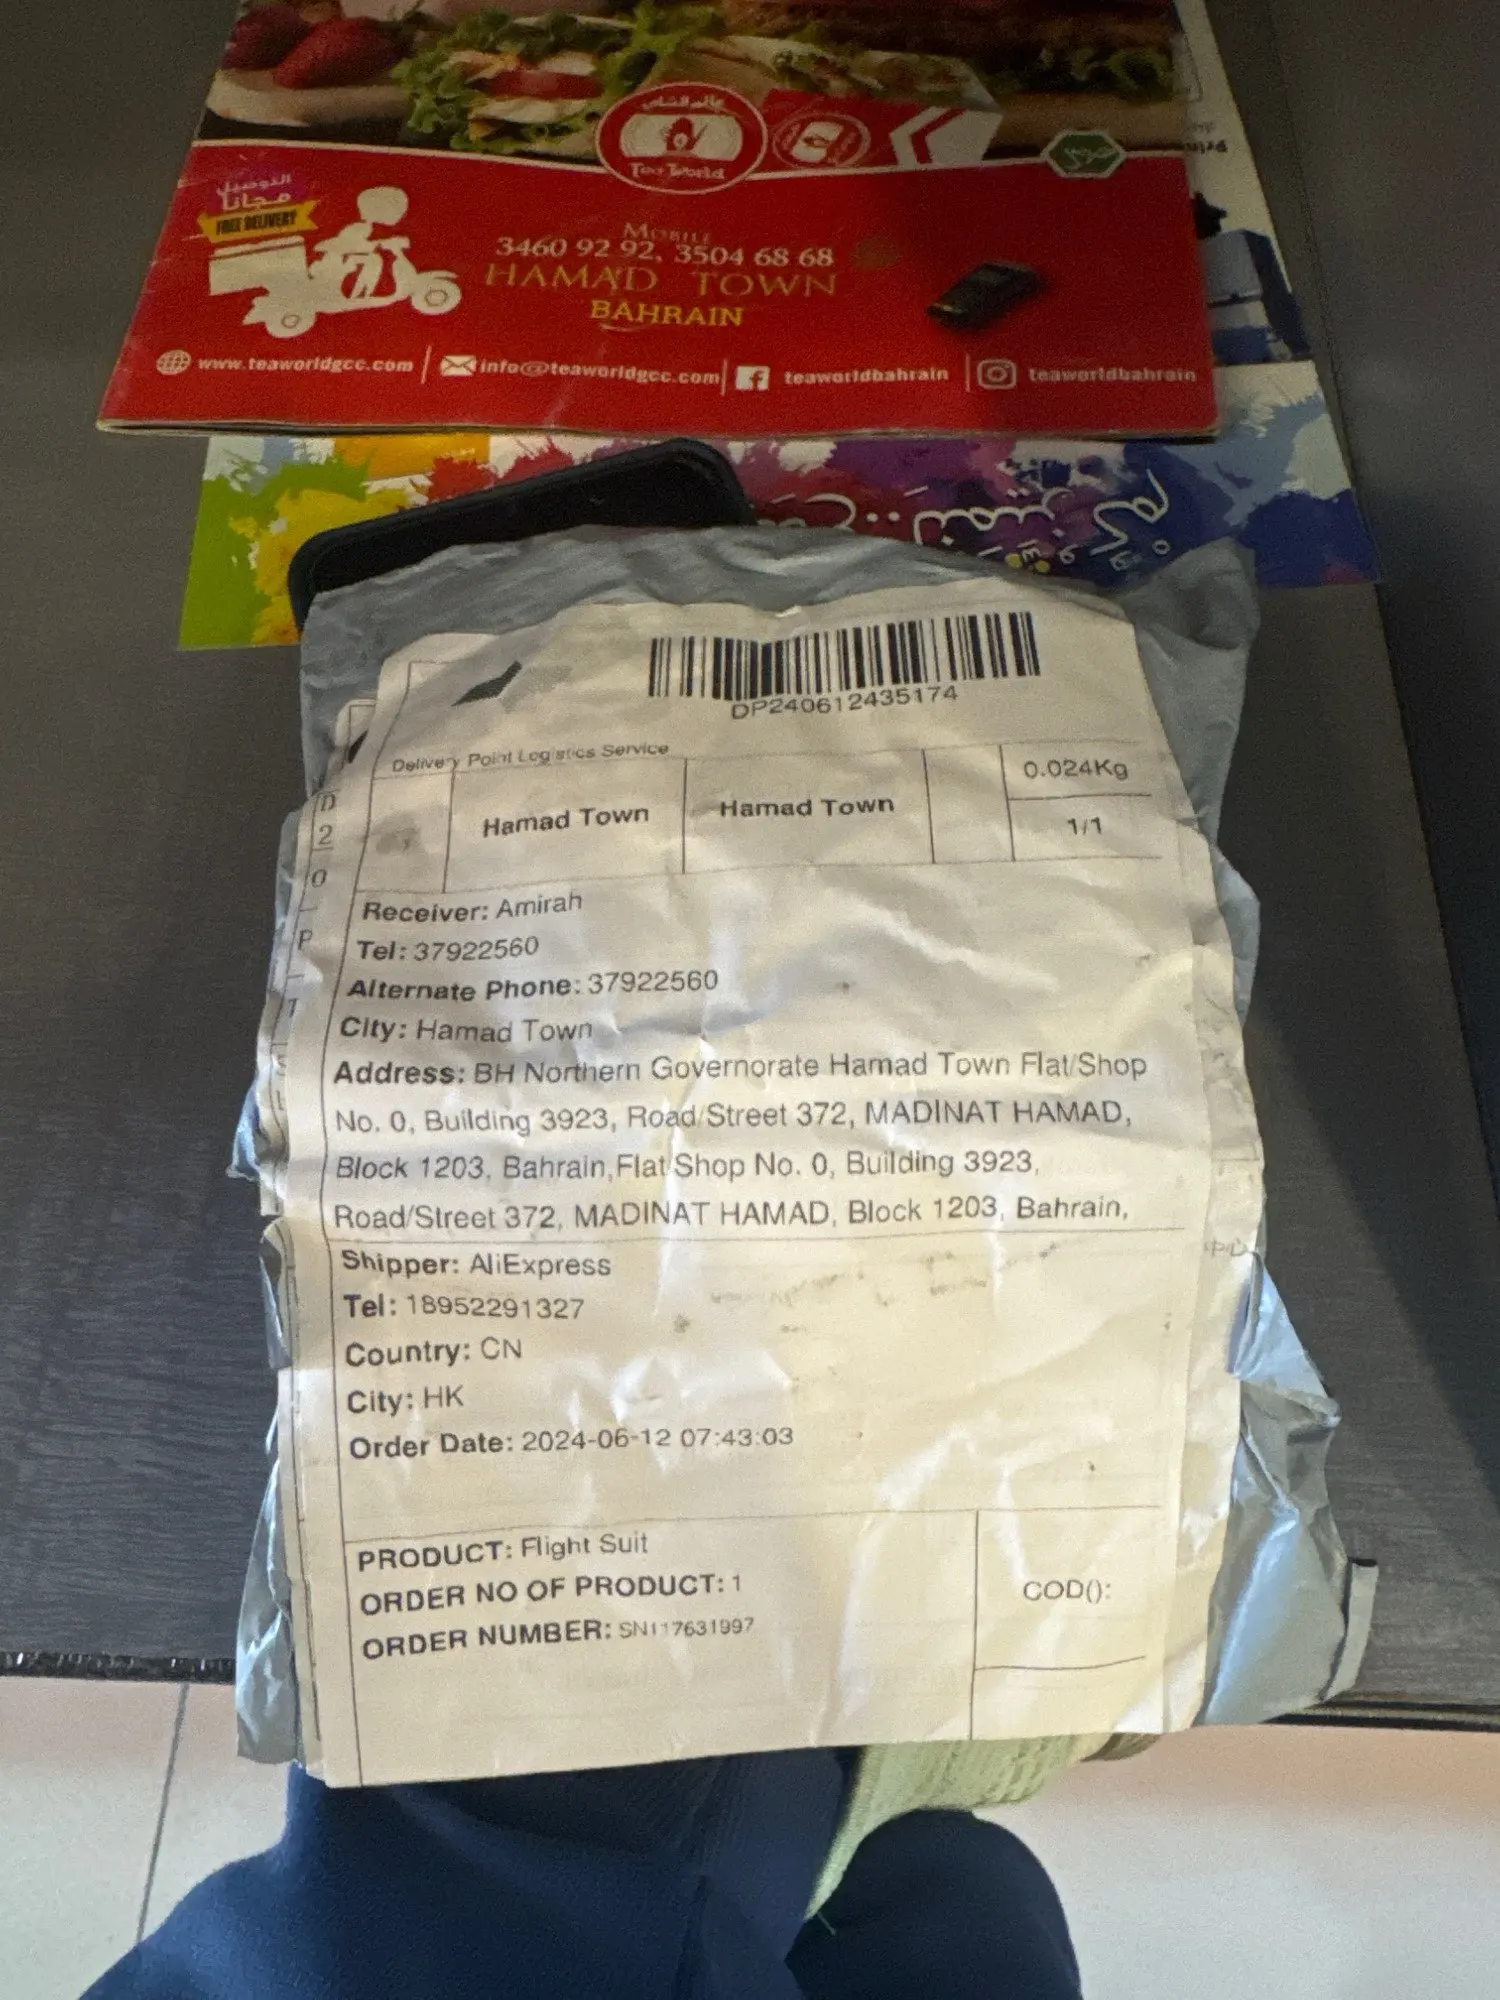 عالم الشاي
Tea World
التوصيل
مجاناً
FREE DELIVERY
MOBILE
3460 92 92, 3504 68 68
HAMAD TOWN
BAHRAIN
www.teaworldgcc.com
info@teaworldgcc.com
teaworldbahrain
teaworldbahrain
DP240612435174
Delivery Point Logistics Service
Hamad Town
Hamad Town
0.024Kg
1/1
Receiver: Amirah
Tel: 37922560
Alternate Phone: 37922560
City: Hamad Town
Address: BH Northern Governorate Hamad Town Flat/Shop
No. 0, Building 3923, Road/Street 372, MADINAT HAMAD,
Block 1203, Bahrain,Flat/Shop No. 0, Building 3923,
Road/Street 372, MADINAT HAMAD, Block 1203, Bahrain,
Shipper: AliExpress
Tel: 18952291327
Country: CN
City: HK
Order Date: 2024-06-12 07:43:03
PRODUCT: Flight Suit
ORDER NO OF PRODUCT: 1
ORDER NUMBER: SN117631997
COD():
D
2
O
P
T